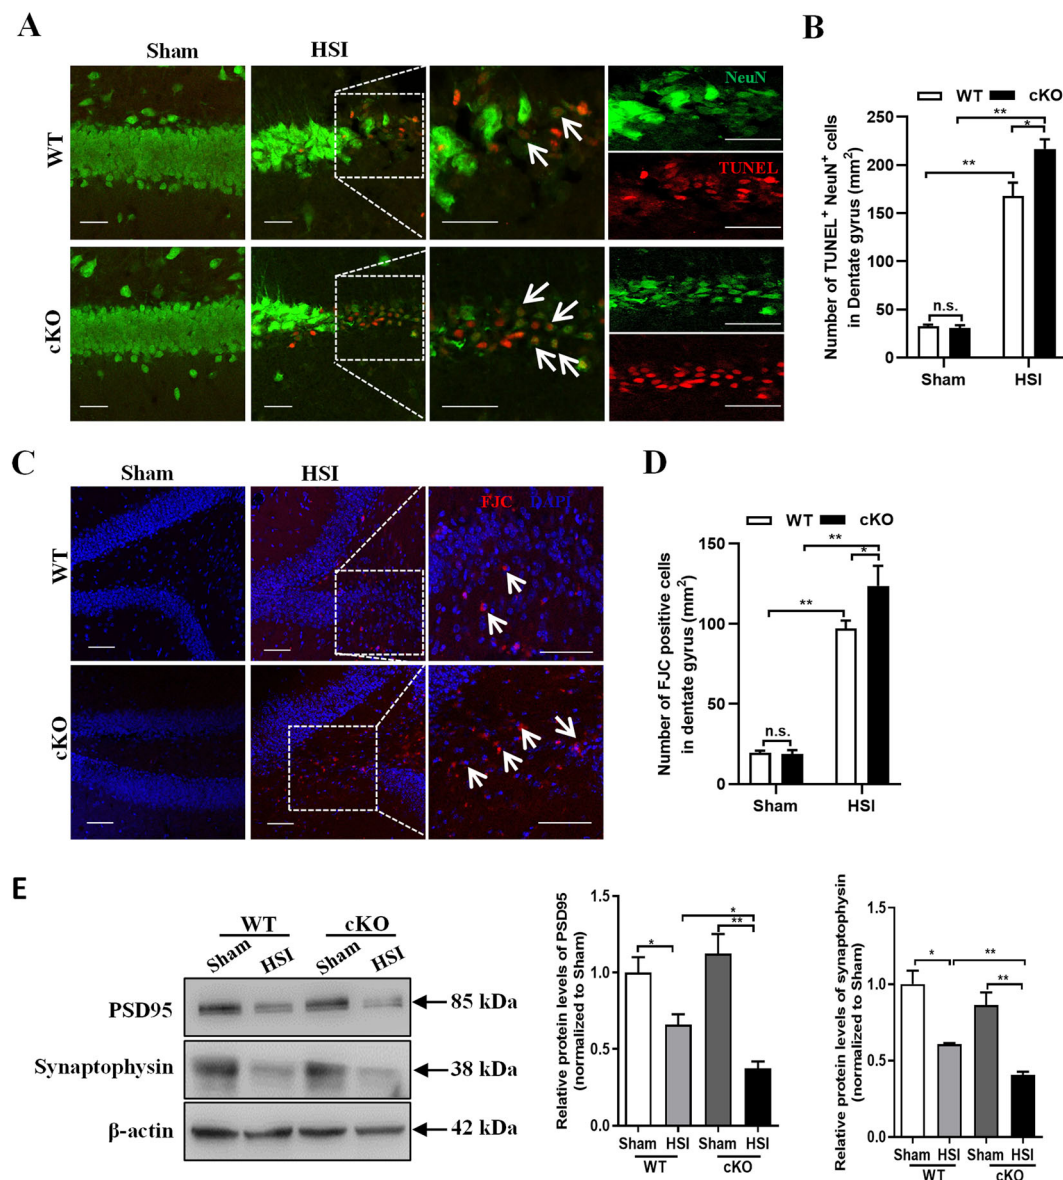 A
Sham
HSI
WT
cKO
NeuN
TUNEL
B
WT
cKO
Number of TUNEL⁺ NeuN⁺ cells
in Dentate gyrus (mm²)
250
200
150
100
50
0
n.s.
**
**
*
Sham
HSI
C
Sham
HSI
WT
cKO
FJC
DAPI
D
WT
cKO
Number of FJC positive cells
in dentate gyrus (mm²)
150
100
50
0
n.s.
**
**
*
Sham
HSI
E
WT
cKO
Sham
HSI
Sham
HSI
PSD95
85 kDa
Synaptophysin
38 kDa
β-actin
42 kDa
Relative protein levels of PSD95
(normalized to Sham)
1.5
1.0
0.5
0.0
*
*
**
Sham HSI Sham HSI
WT
cKO
Relative protein levels of synaptophysin
(normalized to Sham)
1.5
1.0
0.5
0.0
*
**
**
Sham HSI Sham HSI
WT
cKO